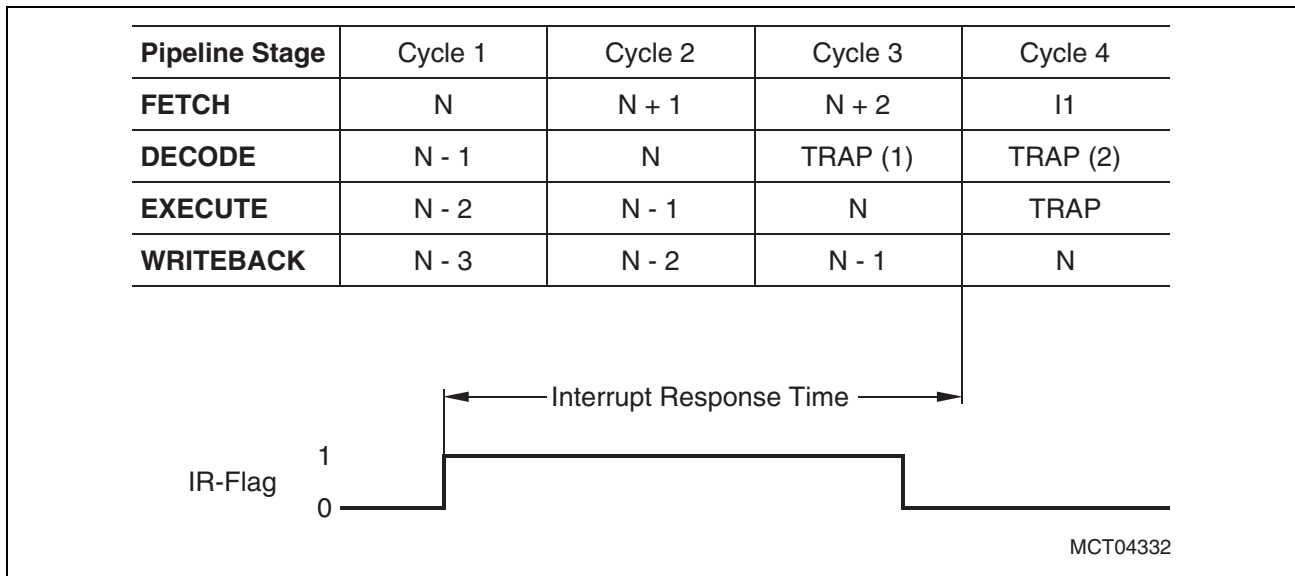 Pipeline Stage Cycle 1 Cycle 2 Cycle 3 Cycle 4
FETCH N N + 1 N + 2 I1
DECODE N - 1 N TRAP (1) TRAP (2)
EXECUTE N - 2 N - 1 N TRAP
WRITEBACK N - 3 N - 2 N - 1 N
Interrupt Response Time
1
IR-Flag
0
MCT04332